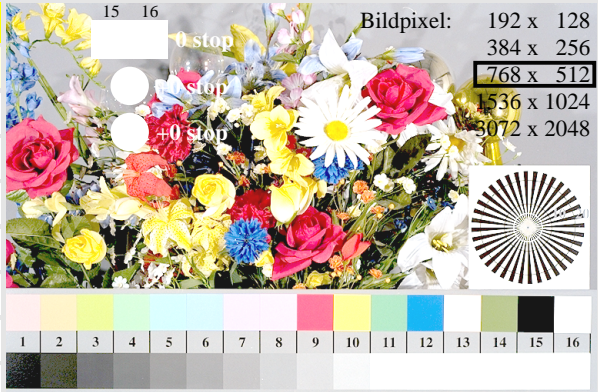 15 16
Bildpixel: 192 x 128
0 stop
384 x 256
768 x 512
+0 stop
1536 x 1024
+0 stop
3072 x 2048
1 2 3 4 5 6 7 8 9 10 11 12 13 14 15 16